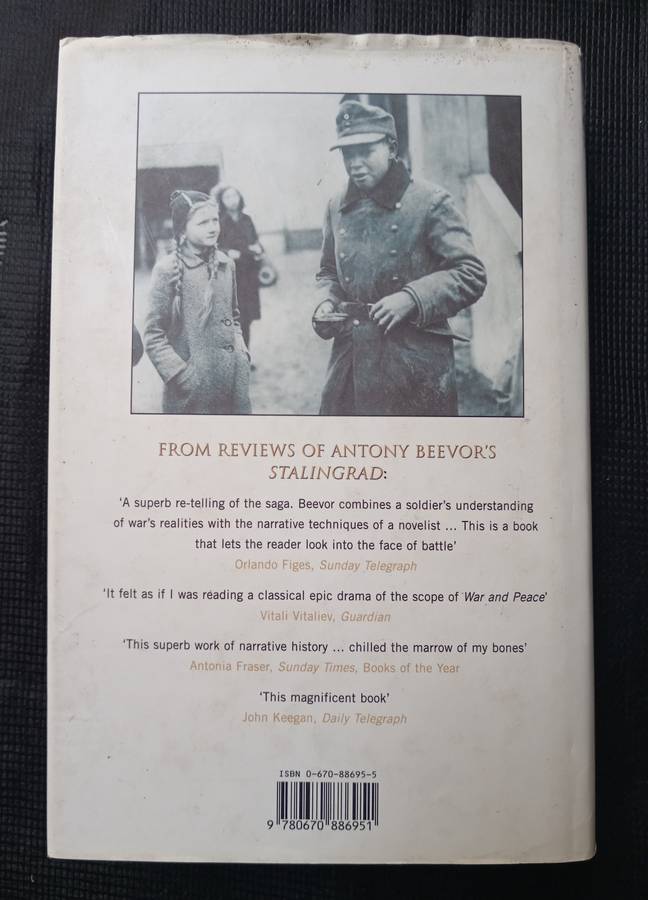 FROM REVIEWS OF ANTONY BEEVOR'S
STALINGRAD:
'A superb re-telling of the saga. Beevor combines a soldier's understanding
of war's realities with the narrative techniques of a novelist ... This is a book
that lets the reader look into the face of battle'
Orlando Figes, Sunday Telegraph
'It felt as if I was reading a classical epic drama of the scope of War and Peace'
Vitali Vitaliev, Guardian
'This superb work of narrative history ... chilled the marrow of my bones'
Antonia Fraser, Sunday Times, Books of the Year
'This magnificent book'
John Keegan, Daily Telegraph
ISBN 0-670-88695-5
9 780670 886951